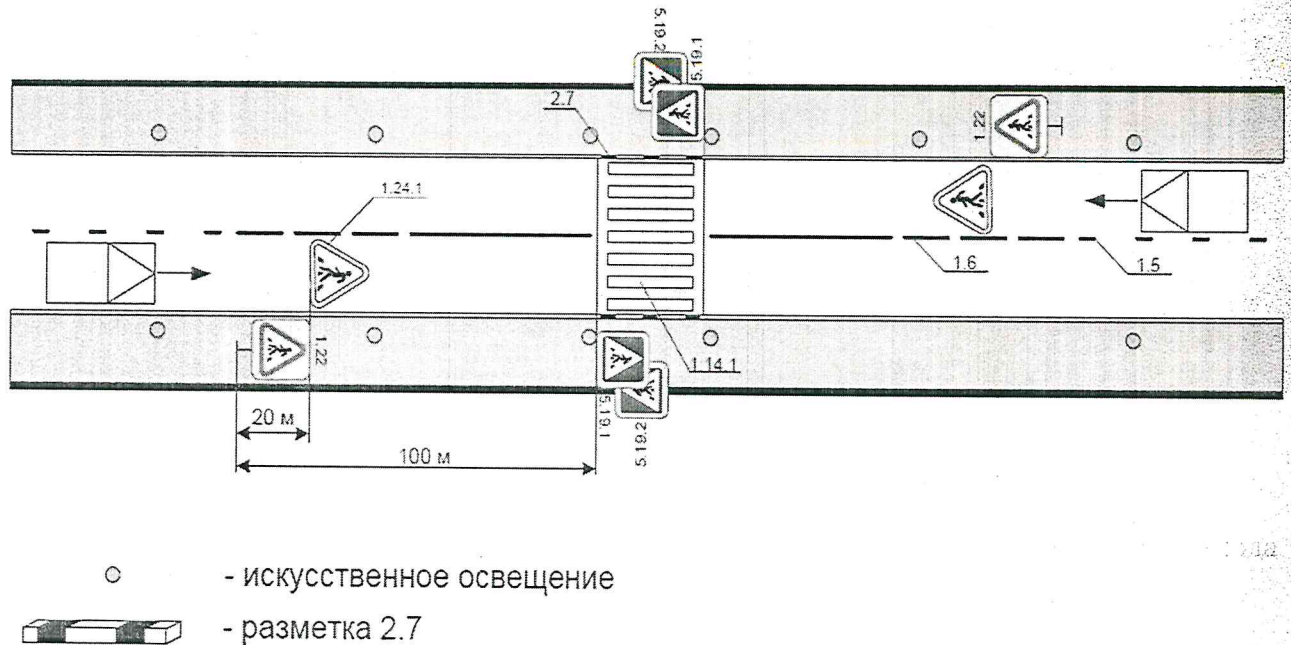 5.19.2
5.19.1
2.7
1.22
1.24.1
1.6
1.5
1.22
1.14.1
5.19.1
5.19.2
20 м
100 м
- искусственное освещение
- разметка 2.7